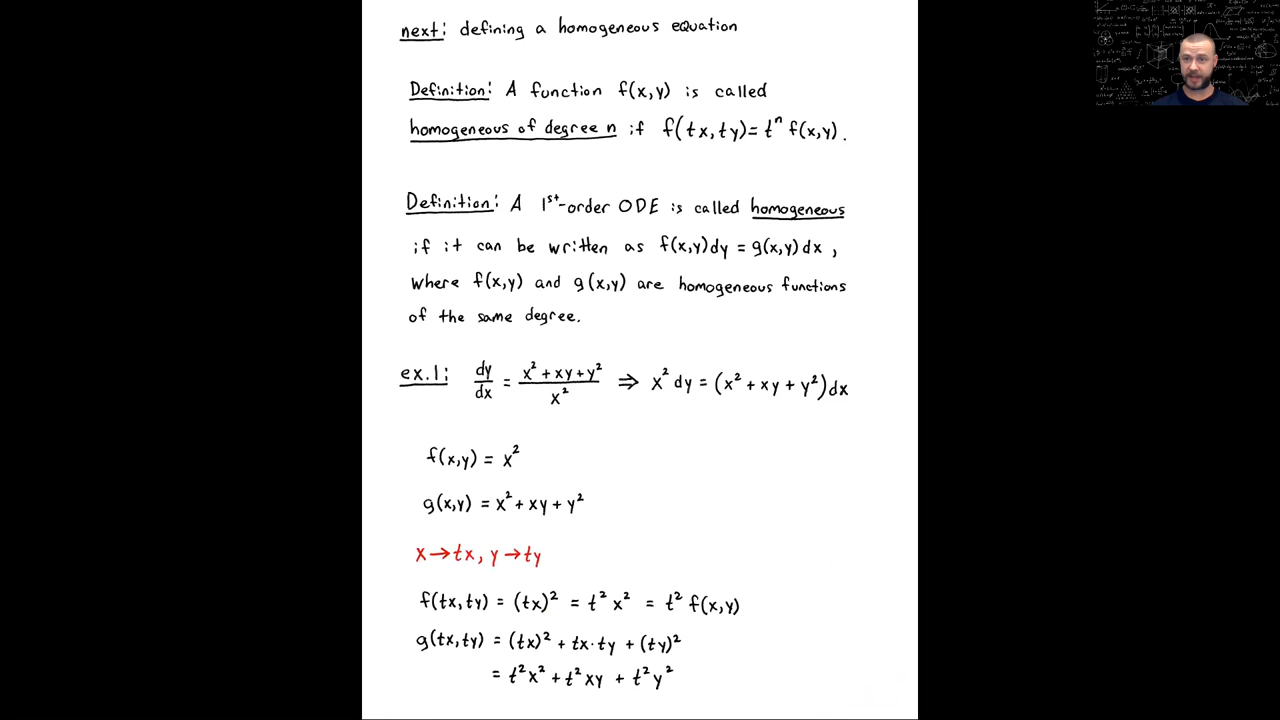 next: defining a homogeneous equation
Definition: A function f(x,y) is called
homogeneous of degree n if f(tx,ty)=tⁿ f(x,y).
Definition: A 1ˢᵗ-order ODE is called homogeneous
if it can be written as f(x,y)dy = g(x,y)dx,
where f(x,y) and g(x,y) are homogeneous functions
of the same degree.
ex.1: dy/dx = (x²+xy+y²)/x² ⇒ x² dy = (x²+xy+y²)dx
f(x,y) = x²
g(x,y) = x²+xy+y²
x→tx, y→ty
f(tx,ty) = (tx)² = t²x² = t² f(x,y)
g(tx,ty) = (tx)² + tx·ty + (ty)²
= t²x² + t²xy + t²y²